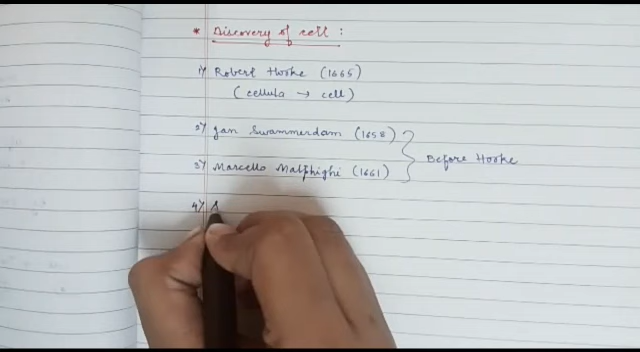 * Discovery of cell :
1) Robert Hooke (1665)
(cellula → cell)
2) Jan Swammerdam (1658)
3) Marcello Malphighi (1661)
Before Hooke
4) A